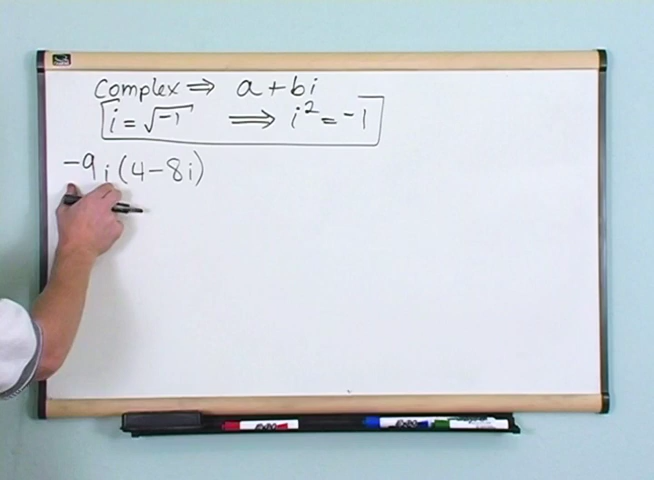 Complex ⇒ a + bi
i = √-1 ⇒ i² = -1
-9i(4-8i)